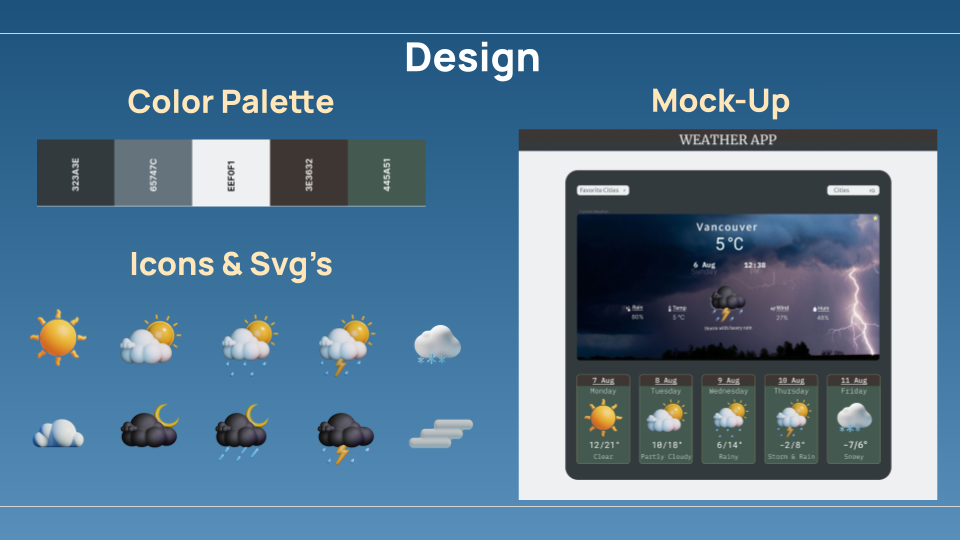 Design
Color Palette
323A3E
65747C
EEF0F1
3E3632
445A51
Icons & Svg's
Mock-Up
WEATHER APP
Favorite Cities
Cities
Vancouver
5°C
6 Aug 12:38
Sunday
Rain Temp Wind Hum
80% 5°C 27% 48%
Storm with heavy rain
7 Aug 8 Aug 9 Aug 10 Aug 11 Aug
Monday Tuesday Wednesday Thursday Friday
12/21° 10/18° 6/14° -2/8° -7/6°
Clear Partly Cloudy Rainy Storm & Rain Snowy